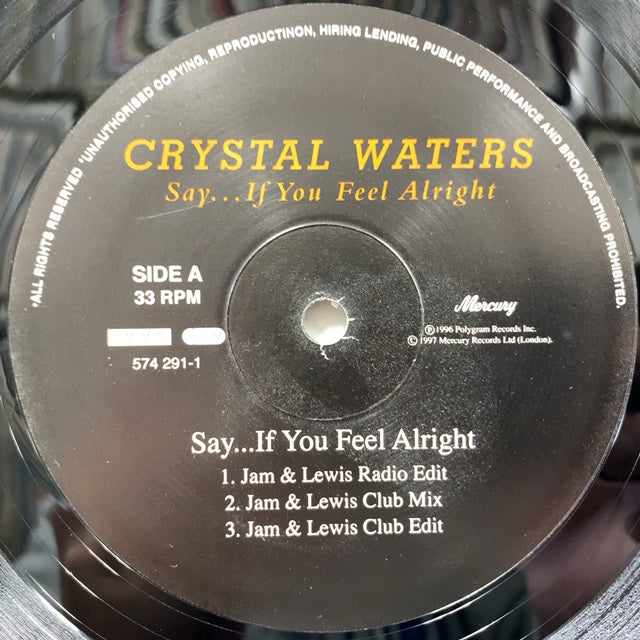 *ALL RIGHTS RESERVED *UNAUTHORISED COPYING, REPRODUCTINON, HIRING LENDING, PUBLIC PERFORMANCE AND BROADCASTING PROHIBITED.
CRYSTAL WATERS
Say...If You Feel Alright
SIDE A
33 RPM
574 291-1
Mercury
Ⓟ1996 Polygram Records Inc.
©1997 Mercury Records Ltd (London).
Say...If You Feel Alright
1. Jam & Lewis Radio Edit
2. Jam & Lewis Club Mix
3. Jam & Lewis Club Edit